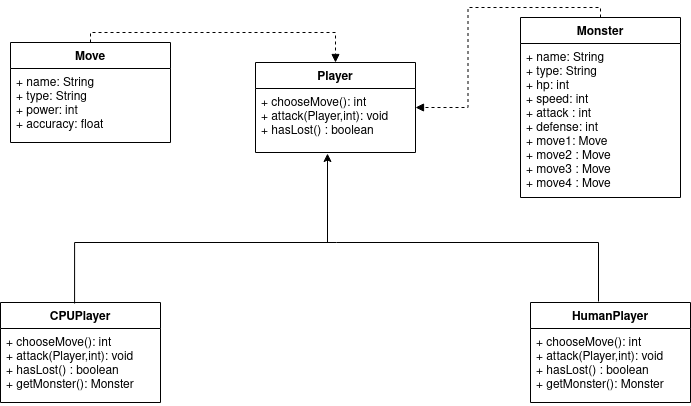 Move
+ name: String
+ type: String
+ power: int
+ accuracy: float
Player
+ chooseMove(): int
+ attack(Player,int): void
+ hasLost() : boolean
Monster
+ name: String
+ type: String
+ hp: int
+ speed: int
+ attack : int
+ defense: int
+ move1: Move
+ move2 : Move
+ move3 : Move
+ move4 : Move
CPUPlayer
+ chooseMove(): int
+ attack(Player,int): void
+ hasLost() : boolean
+ getMonster(): Monster
HumanPlayer
+ chooseMove(): int
+ attack(Player,int): void
+ hasLost() : boolean
+ getMonster(): Monster